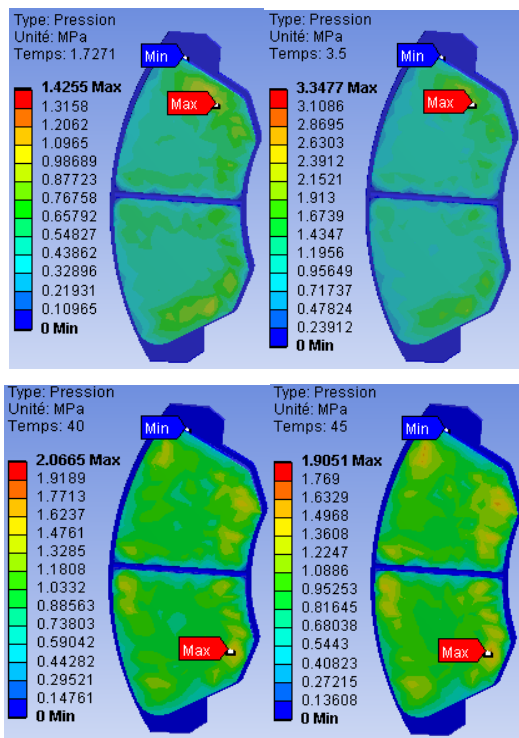 Type: Pression
Unité: MPa
Temps: 1.7271
Min
1.4255 Max
1.3158
Max
1.2062
1.0965
0.98689
0.87723
0.76758
0.65792
0.54827
0.43862
0.32896
0.21931
0.10965
0 Min
Type: Pression
Unité: MPa
Temps: 3.5
Min
3.3477 Max
3.1086
Max
2.8695
2.6303
2.3912
2.1521
1.913
1.6739
1.4347
1.1956
0.95649
0.71737
0.47824
0.23912
0 Min
Type: Pression
Unité: MPa
Temps: 40
Min
2.0665 Max
1.9189
1.7713
1.6237
1.4761
1.3285
1.1808
1.0332
0.88563
0.73803
0.59042
Max
0.44282
0.29521
0.14761
0 Min
Type: Pression
Unité: MPa
Temps: 45
Min
1.9051 Max
1.769
1.6329
1.4968
1.3608
1.2247
1.0886
0.95253
0.81645
0.68038
0.5443
Max
0.40823
0.27215
0.13608
0 Min